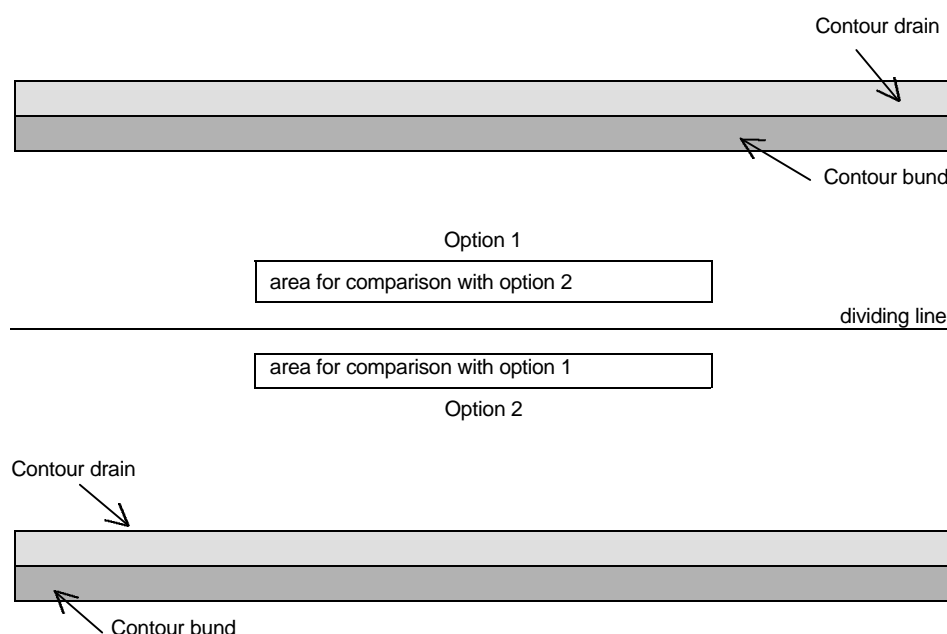 Contour drain
Contour bund
Option 1
area for comparison with option 2
dividing line
area for comparison with option 1
Option 2
Contour drain
Contour bund